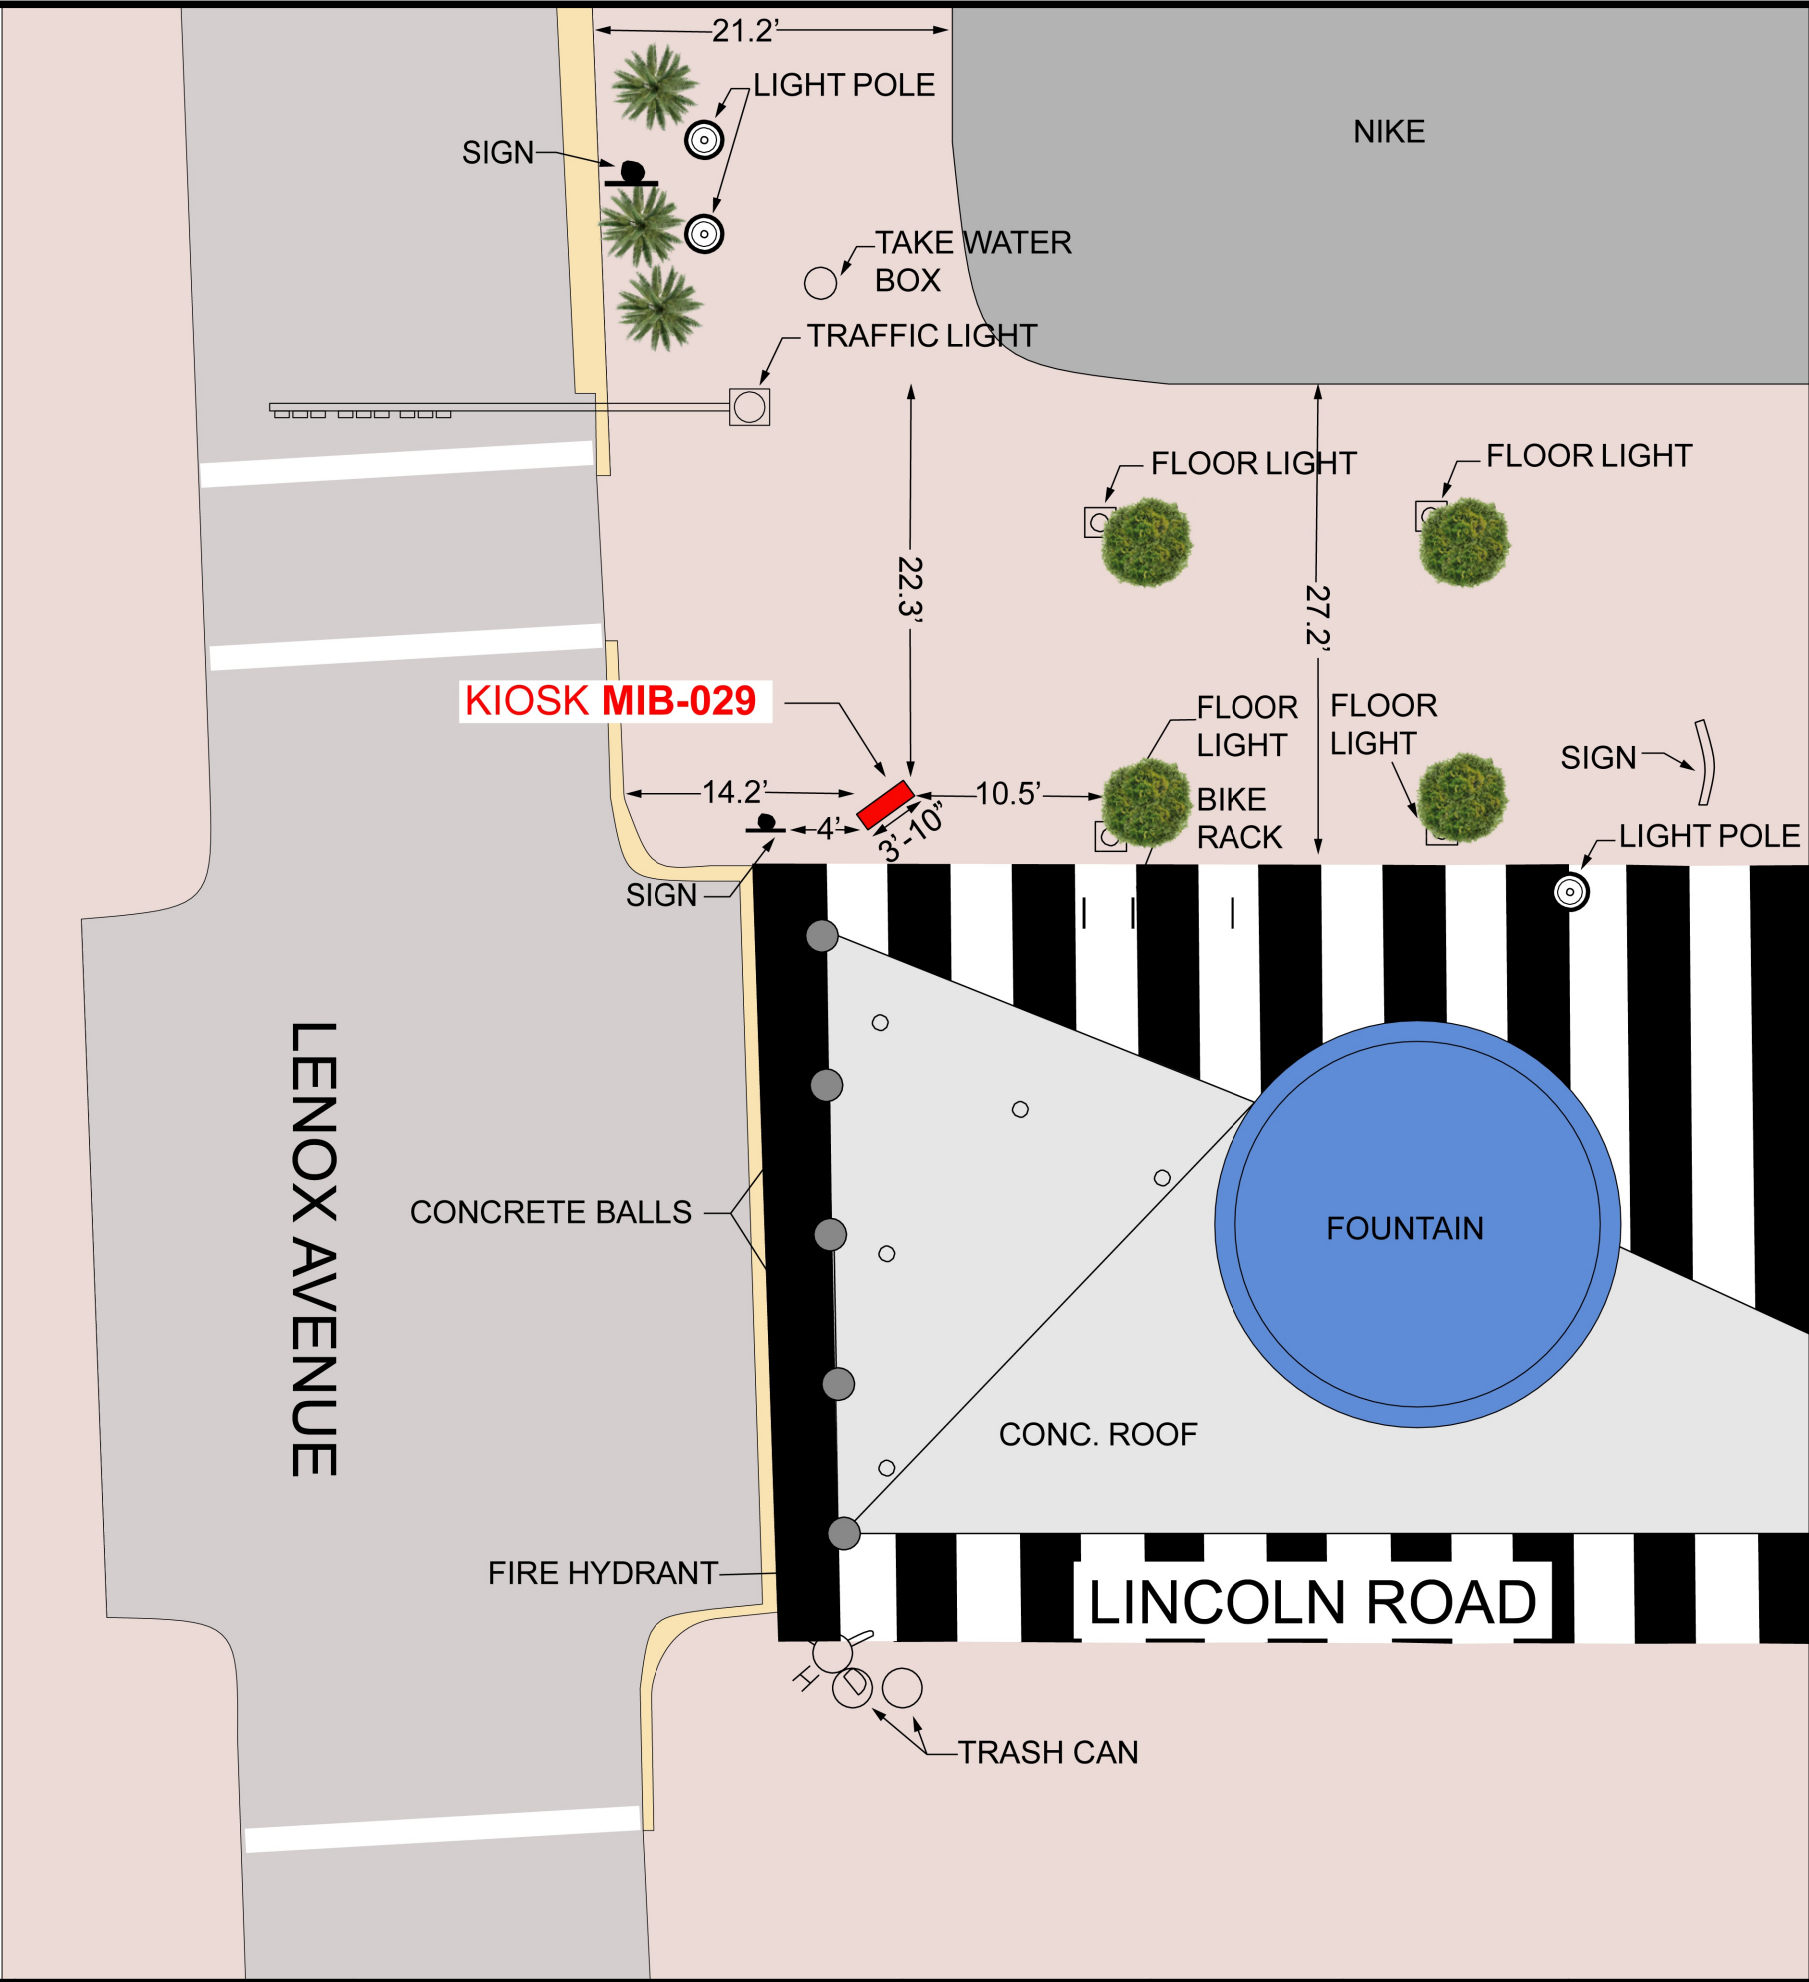 21.2’
LIGHT POLE
NIKE
SIGN
TAKE WATER
BOX
TRAFFIC LIGHT
FLOOR LIGHT
FLOOR LIGHT
22.3’
27.2’
KIOSK MIB-029
FLOOR
LIGHT
FLOOR
LIGHT
SIGN
14.2’
10.5’
BIKE
RACK
4’
3’-10”
LIGHT POLE
SIGN
LENOX AVENUE
CONCRETE BALLS
FOUNTAIN
CONC. ROOF
FIRE HYDRANT
LINCOLN ROAD
H
D
TRASH CAN